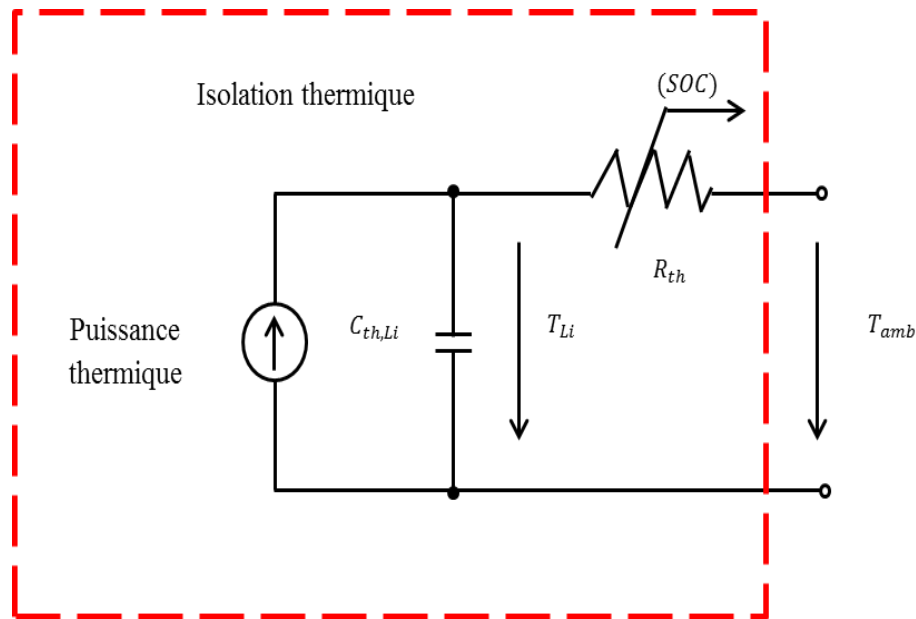 Isolation thermique
(SOC)
R_{th}
Puissance
thermique
C_{th,Li}
T_{Li}
T_{amb}